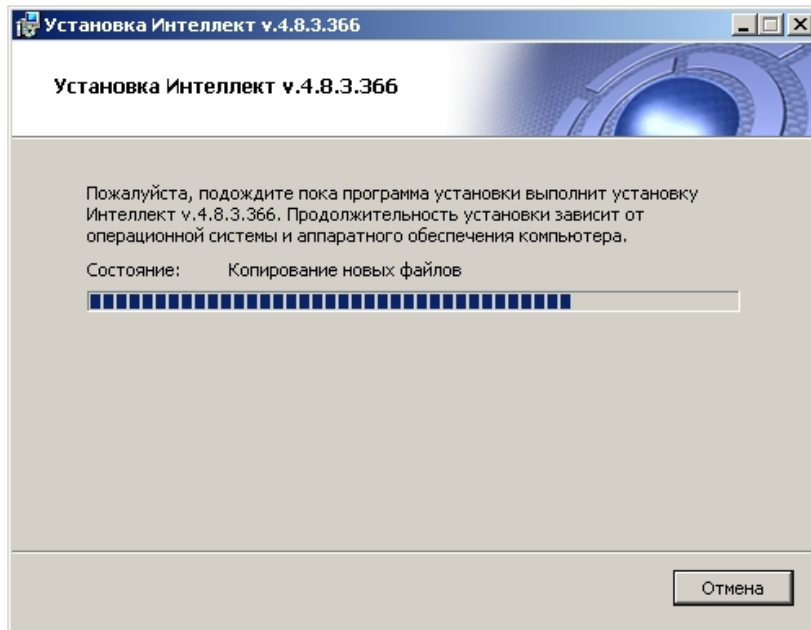 Установка Интеллект v.4.8.3.366
Установка Интеллект v.4.8.3.366
Пожалуйста, подождите пока программа установки выполнит установку
Интеллект v.4.8.3.366. Продолжительность установки зависит от
операционной системы и аппаратного обеспечения компьютера.
Состояние: Копирование новых файлов
Отмена